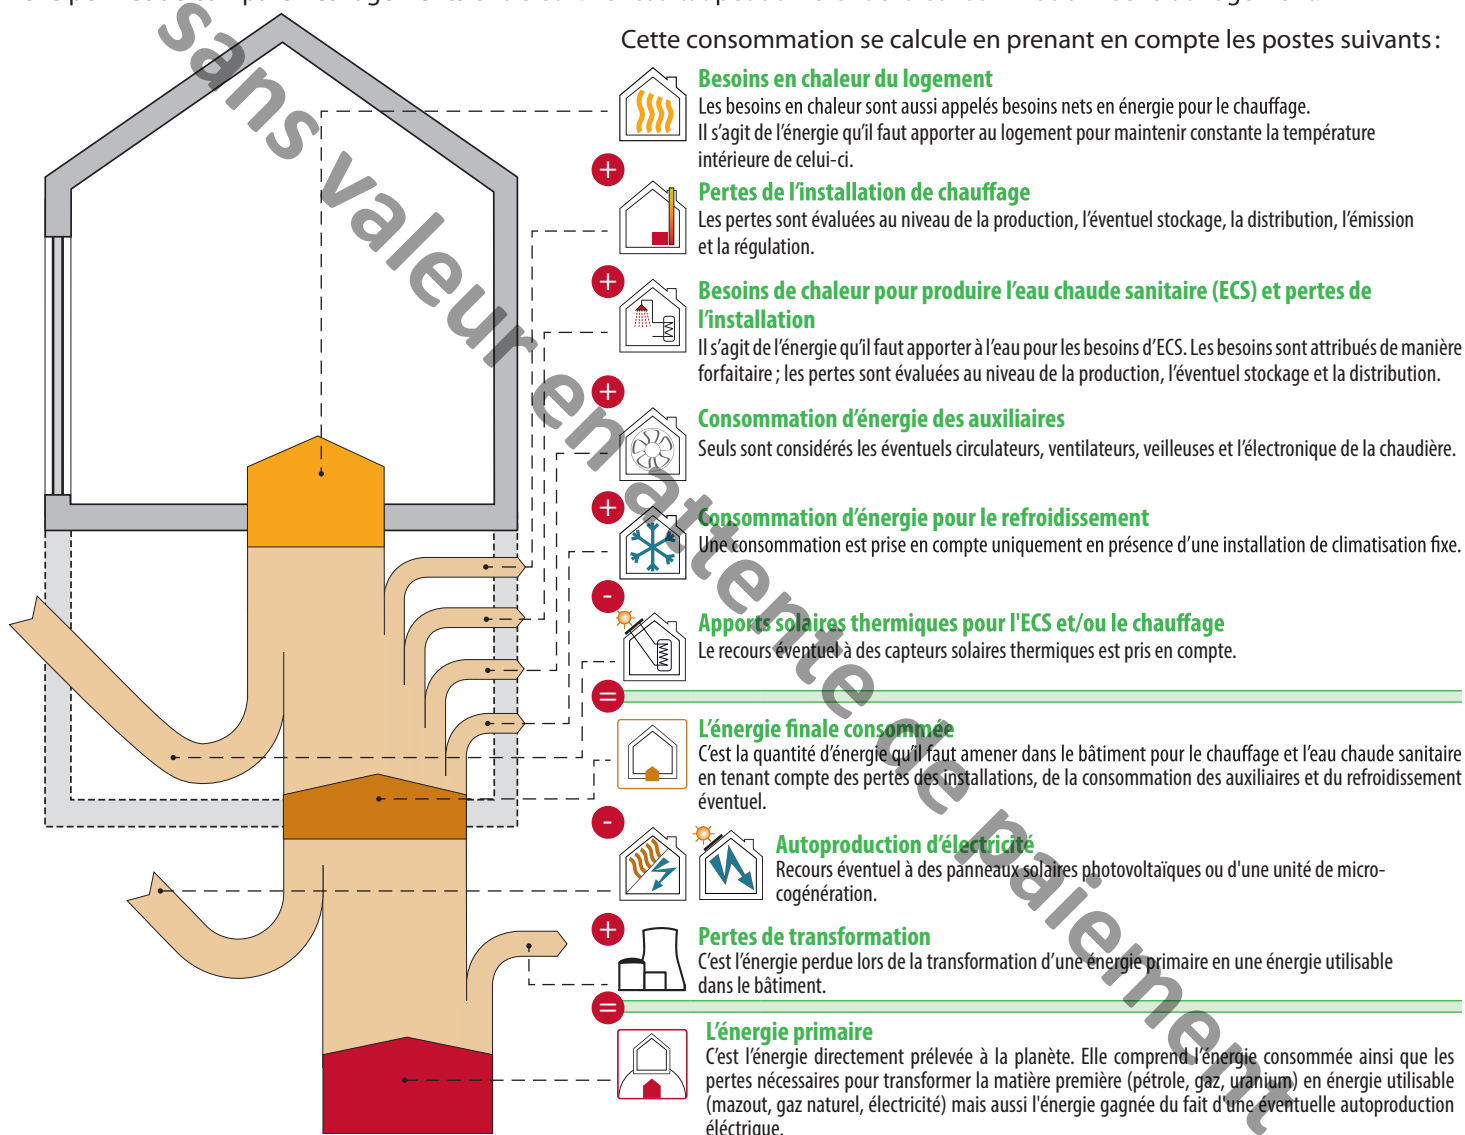 Cette consommation se calcule en prenant en compte les postes suivants :
Besoins en chaleur du logement
Les besoins en chaleur sont aussi appelés besoins nets en énergie pour le chauffage.
Il s'agit de l'énergie qu'il faut apporter au logement pour maintenir constante la température
intérieure de celui-ci.
+
Pertes de l'installation de chauffage
Les pertes sont évaluées au niveau de la production, l'éventuel stockage, la distribution, l'émission
et la régulation.
+
Besoins de chaleur pour produire l'eau chaude sanitaire (ECS) et pertes de
l'installation
Il s'agit de l'énergie qu'il faut apporter à l'eau pour les besoins d'ECS. Les besoins sont attribués de manière
forfaitaire ; les pertes sont évaluées au niveau de la production, l'éventuel stockage et la distribution.
+
Consommation d'énergie des auxiliaires
Seuls sont considérés les éventuels circulateurs, ventilateurs, veilleuses et l'électronique de la chaudière.
+
Consommation d'énergie pour le refroidissement
Une consommation est prise en compte uniquement en présence d'une installation de climatisation fixe.
-
Apports solaires thermiques pour l'ECS et/ou le chauffage
Le recours éventuel à des capteurs solaires thermiques est pris en compte.
=
L'énergie finale consommée
C'est la quantité d'énergie qu'il faut amener dans le bâtiment pour le chauffage et l'eau chaude sanitaire
en tenant compte des pertes des installations, de la consommation des auxiliaires et du refroidissement
éventuel.
-
Autoproduction d'électricité
Recours éventuel à des panneaux solaires photovoltaïques ou d'une unité de micro-
cogénération.
+
Pertes de transformation
C'est l'énergie perdue lors de la transformation d'une énergie primaire en une énergie utilisable
dans le bâtiment.
=
L'énergie primaire
C'est l'énergie directement prélevée à la planète. Elle comprend l'énergie consommée ainsi que les
pertes nécessaires pour transformer la matière première (pétrole, gaz, uranium) en énergie utilisable
(mazout, gaz naturel, électricité) mais aussi l'énergie gagnée du fait d'une éventuelle autoproduction
éléctrique.
sans valeur en attente de paiement